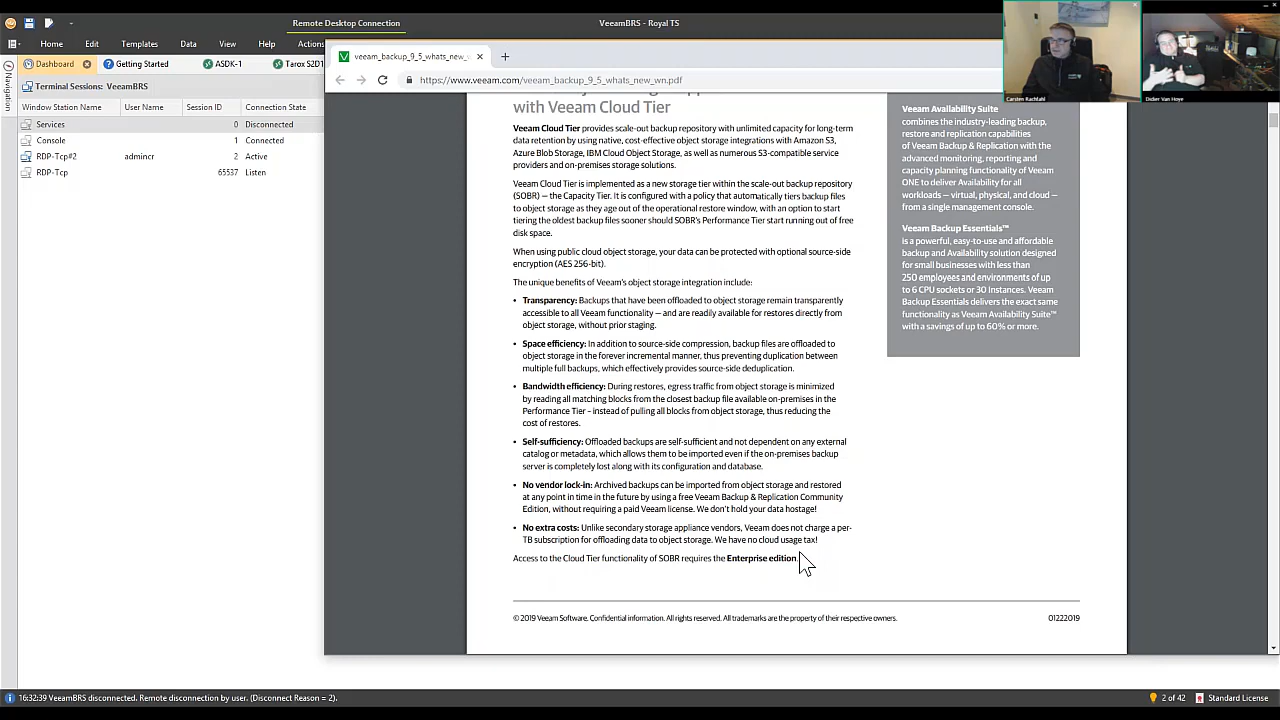 Remote Desktop Connection
VeeamBRS - Royal TS
Home Edit Templates Data View Help Actions
Dashboard Getting Started ASDK-1 Tarox S2D1
Navigation
Terminal Sessions: VeeamBRS
Window Station Name User Name Session ID Connection State
Services 0 Disconnected
Console 1 Connected
RDP-Tcp#2 admincr 2 Active
RDP-Tcp 65537 Listen
veeam_backup_9_5_whats_new_
https://www.veeam.com/veeam_backup_9_5_whats_new_wn.pdf
Carsten Rachfahl
Didier Van Hoye
with Veeam Cloud Tier
Veeam Cloud Tier provides scale-out backup repository with unlimited capacity for long-term
data retention by using native, cost-effective object storage integrations with Amazon S3,
Azure Blob Storage, IBM Cloud Object Storage, as well as numerous S3-compatible service
providers and on-premises storage solutions.
Veeam Cloud Tier is implemented as a new storage tier within the scale-out backup repository
(SOBR) — the Capacity Tier. It is configured with a policy that automatically tiers backup files
to object storage as they age out of the operational restore window, with an option to start
tiering the oldest backup files sooner should SOBR's Performance Tier start running out of free
disk space.
When using public cloud object storage, your data can be protected with optional source-side
encryption (AES 256-bit).
The unique benefits of Veeam's object storage integration include:
• Transparency: Backups that have been offloaded to object storage remain transparently
accessible to all Veeam functionality — and are readily available for restores directly from
object storage, without prior staging.
• Space efficiency: In addition to source-side compression, backup files are offloaded to
object storage in the forever incremental manner, thus preventing duplication between
multiple full backups, which effectively provides source-side deduplication.
• Bandwidth efficiency: During restores, egress traffic from object storage is minimized
by reading all matching blocks from the closest backup file available on-premises in the
Performance Tier – instead of pulling all blocks from object storage, thus reducing the
cost of restores.
• Self-sufficiency: Offloaded backups are self-sufficient and not dependent on any external
catalog or metadata, which allows them to be imported even if the on-premises backup
server is completely lost along with its configuration and database.
• No vendor lock-in: Archived backups can be imported from object storage and restored
at any point in time in the future by using a free Veeam Backup & Replication Community
Edition, without requiring a paid Veeam license. We don't hold your data hostage!
• No extra costs: Unlike secondary storage appliance vendors, Veeam does not charge a per-
TB subscription for offloading data to object storage. We have no cloud usage tax!
Access to the Cloud Tier functionality of SOBR requires the Enterprise edition.
Veeam Availability Suite
combines the industry-leading backup,
restore and replication capabilities
of Veeam Backup & Replication with the
advanced monitoring, reporting and
capacity planning functionality of Veeam
ONE to deliver Availability for all
workloads — virtual, physical, and cloud —
from a single management console.
Veeam Backup Essentials™
is a powerful, easy-to-use and affordable
backup and Availability solution designed
for small businesses with less than
250 employees and environments of up
to 6 CPU sockets or 30 Instances. Veeam
Backup Essentials delivers the exact same
functionality as Veeam Availability Suite™
with a savings of up to 60% or more.
© 2019 Veeam Software. Confidential information. All rights reserved. All trademarks are the property of their respective owners.
01222019
16:32:39 VeeamBRS disconnected. Remote disconnection by user. (Disconnect Reason = 2).
2 of 42 Standard License